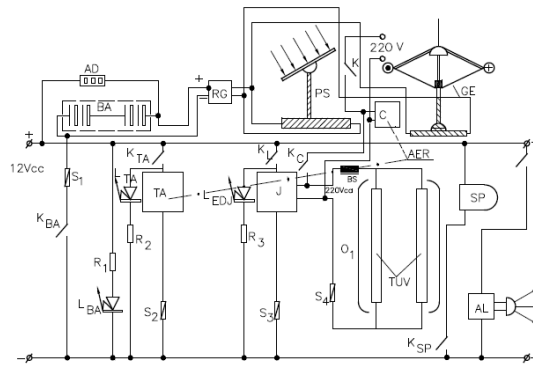 AD
BA
+
RG
PS
K
220 V
GE
C
AER
+
12Vcc
S1
KTA
LTA
TA
KL
LEDJ
J
KC
BS
220Vca
SP
KBA
R1
R2
R3
O1
TUV
S4
LBA
S2
S3
KSP
AL
−
−